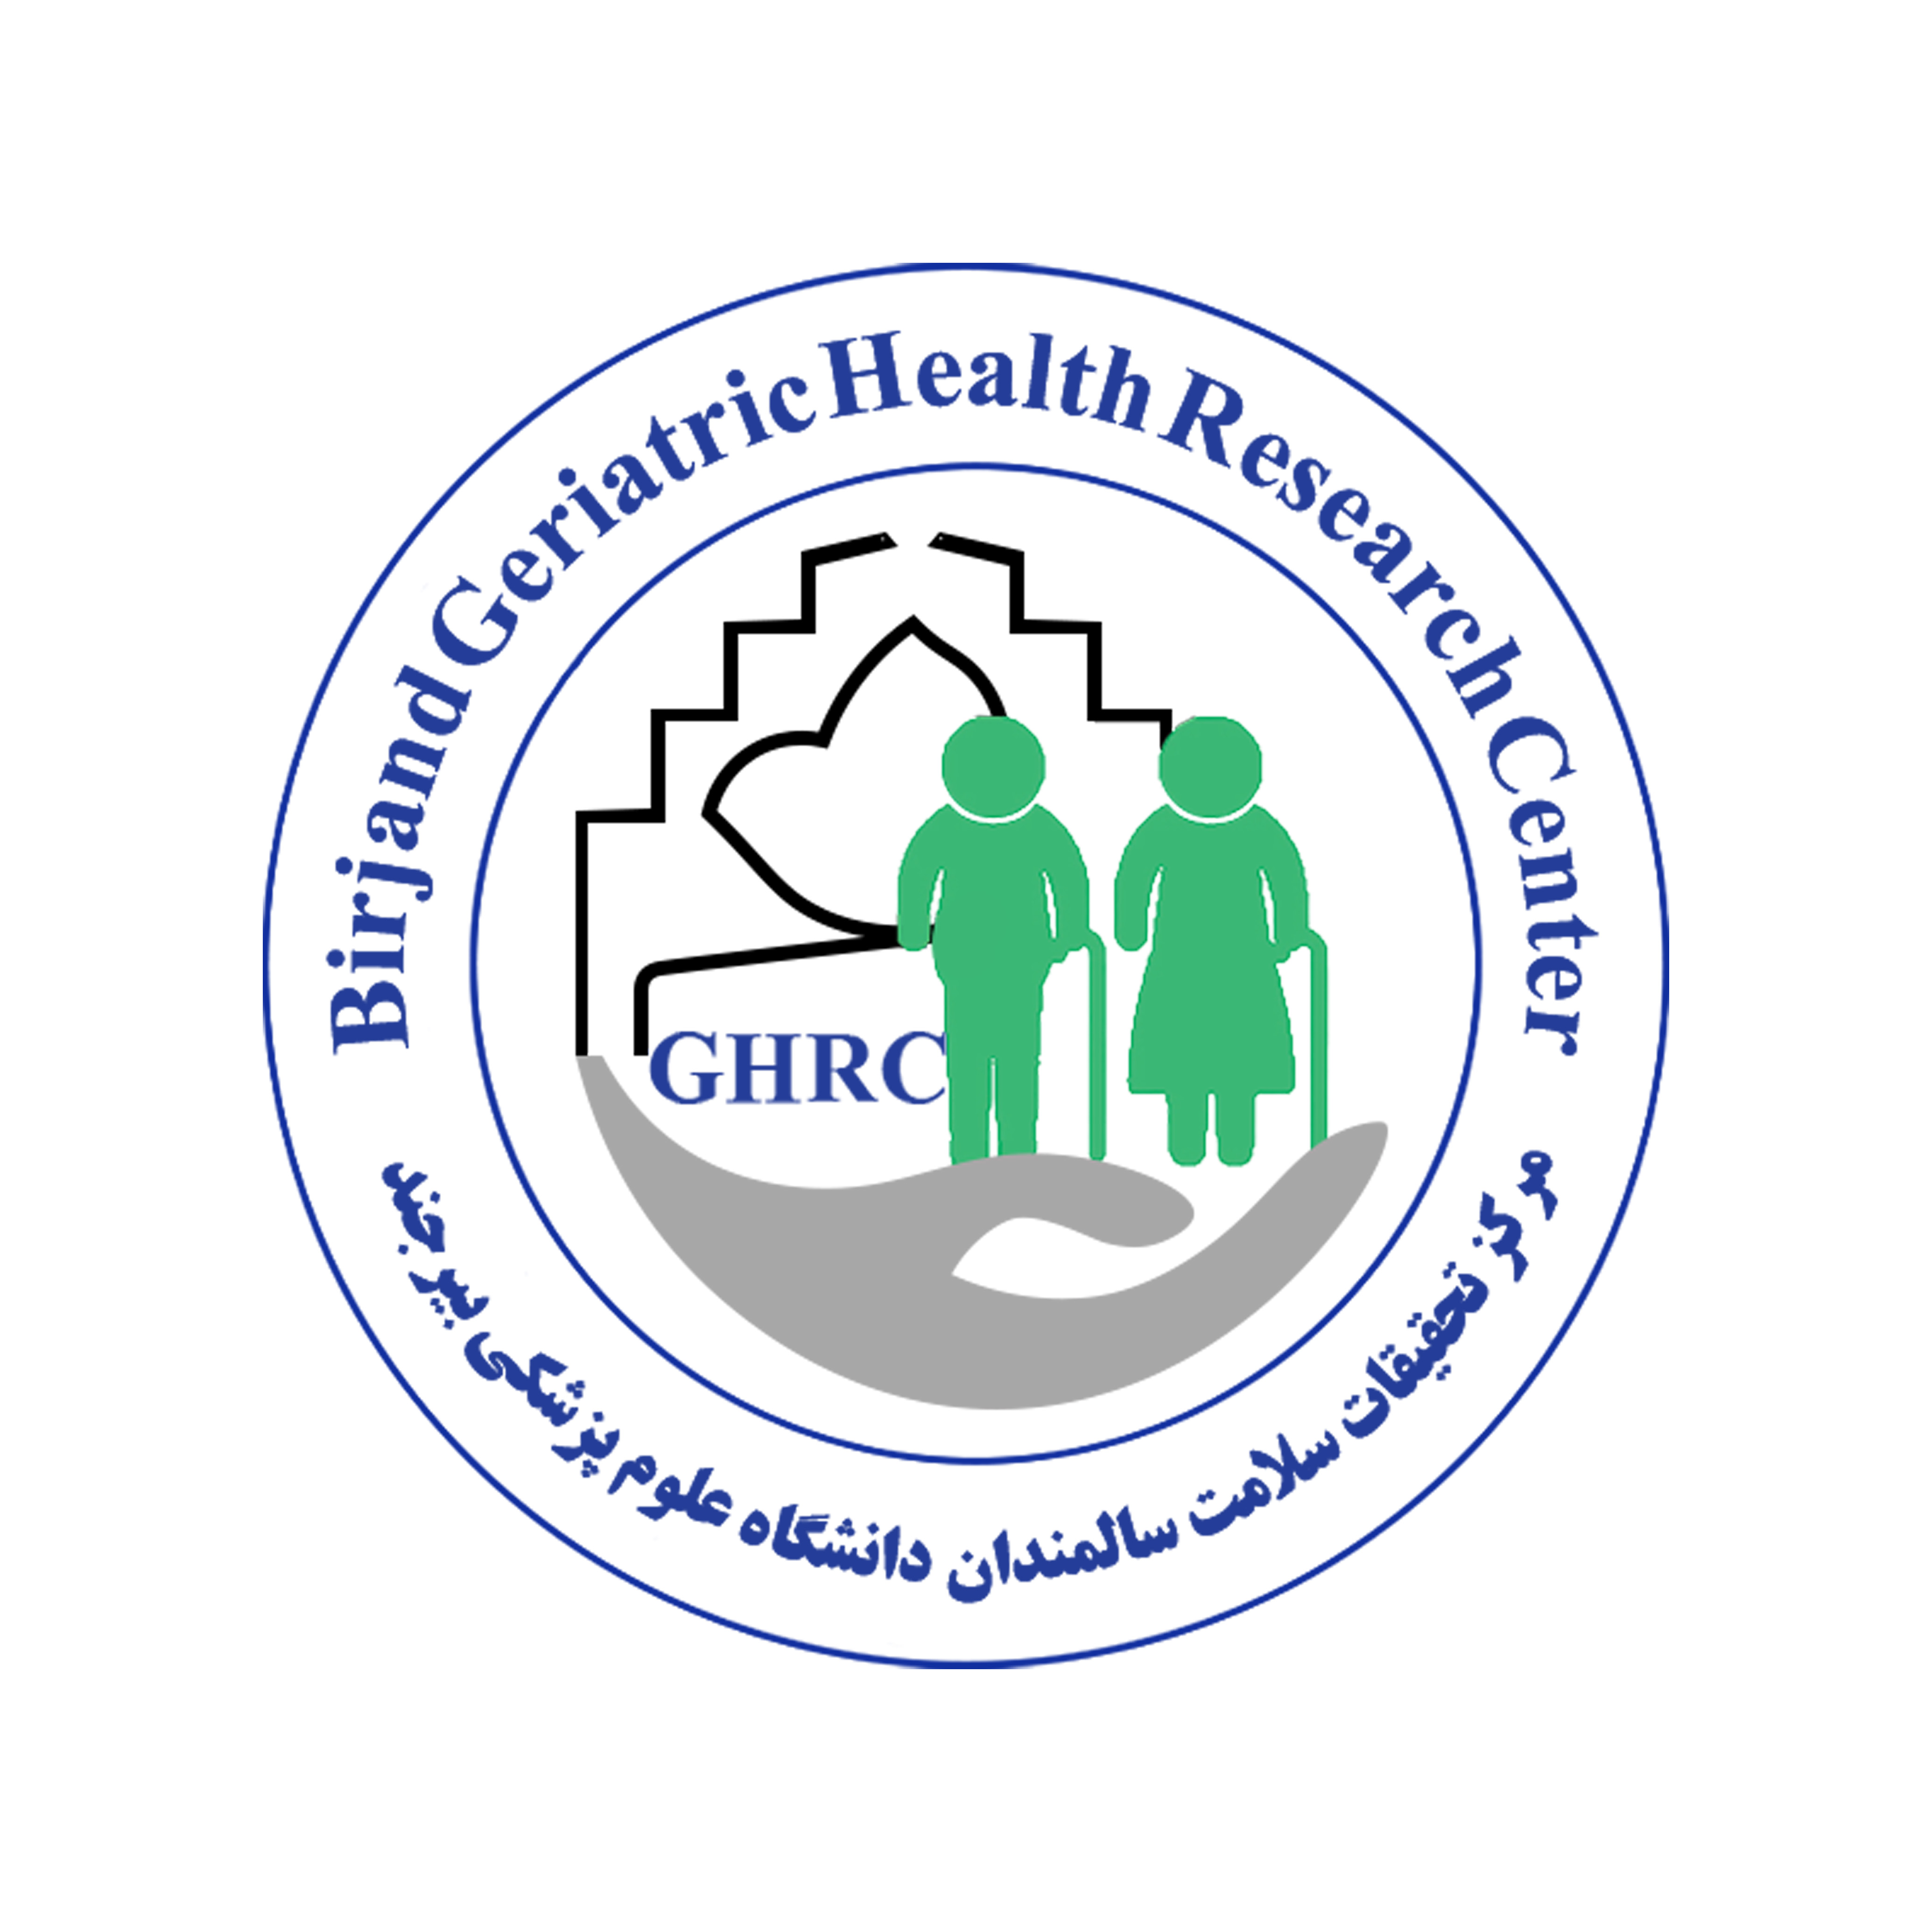 Birjand Geriatric Health Research Center
GHRC
مرکز تحقیقات سلامت سالمندان دانشگاه علوم پزشکی بیرجند